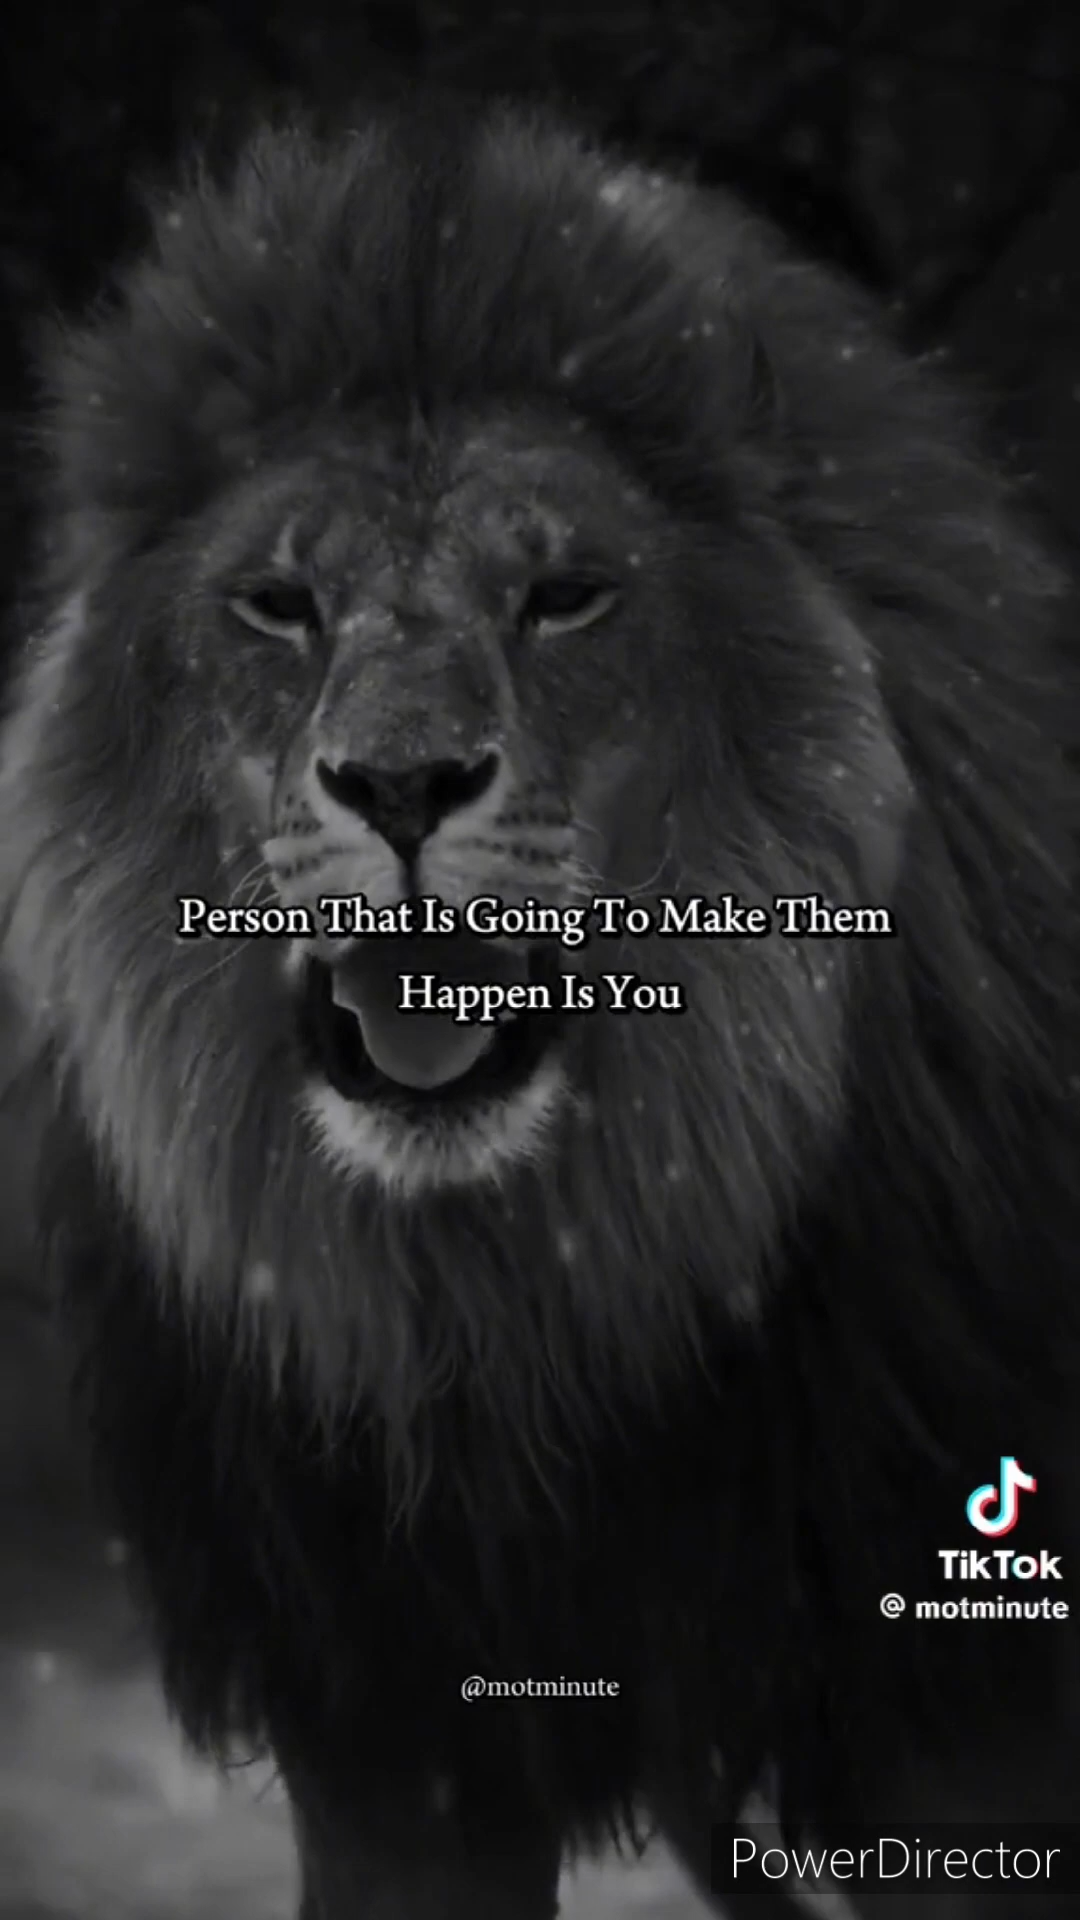 Person That Is Going To Make Them
Happen Is You
TikTok
@ motminute
@motminute
PowerDirector